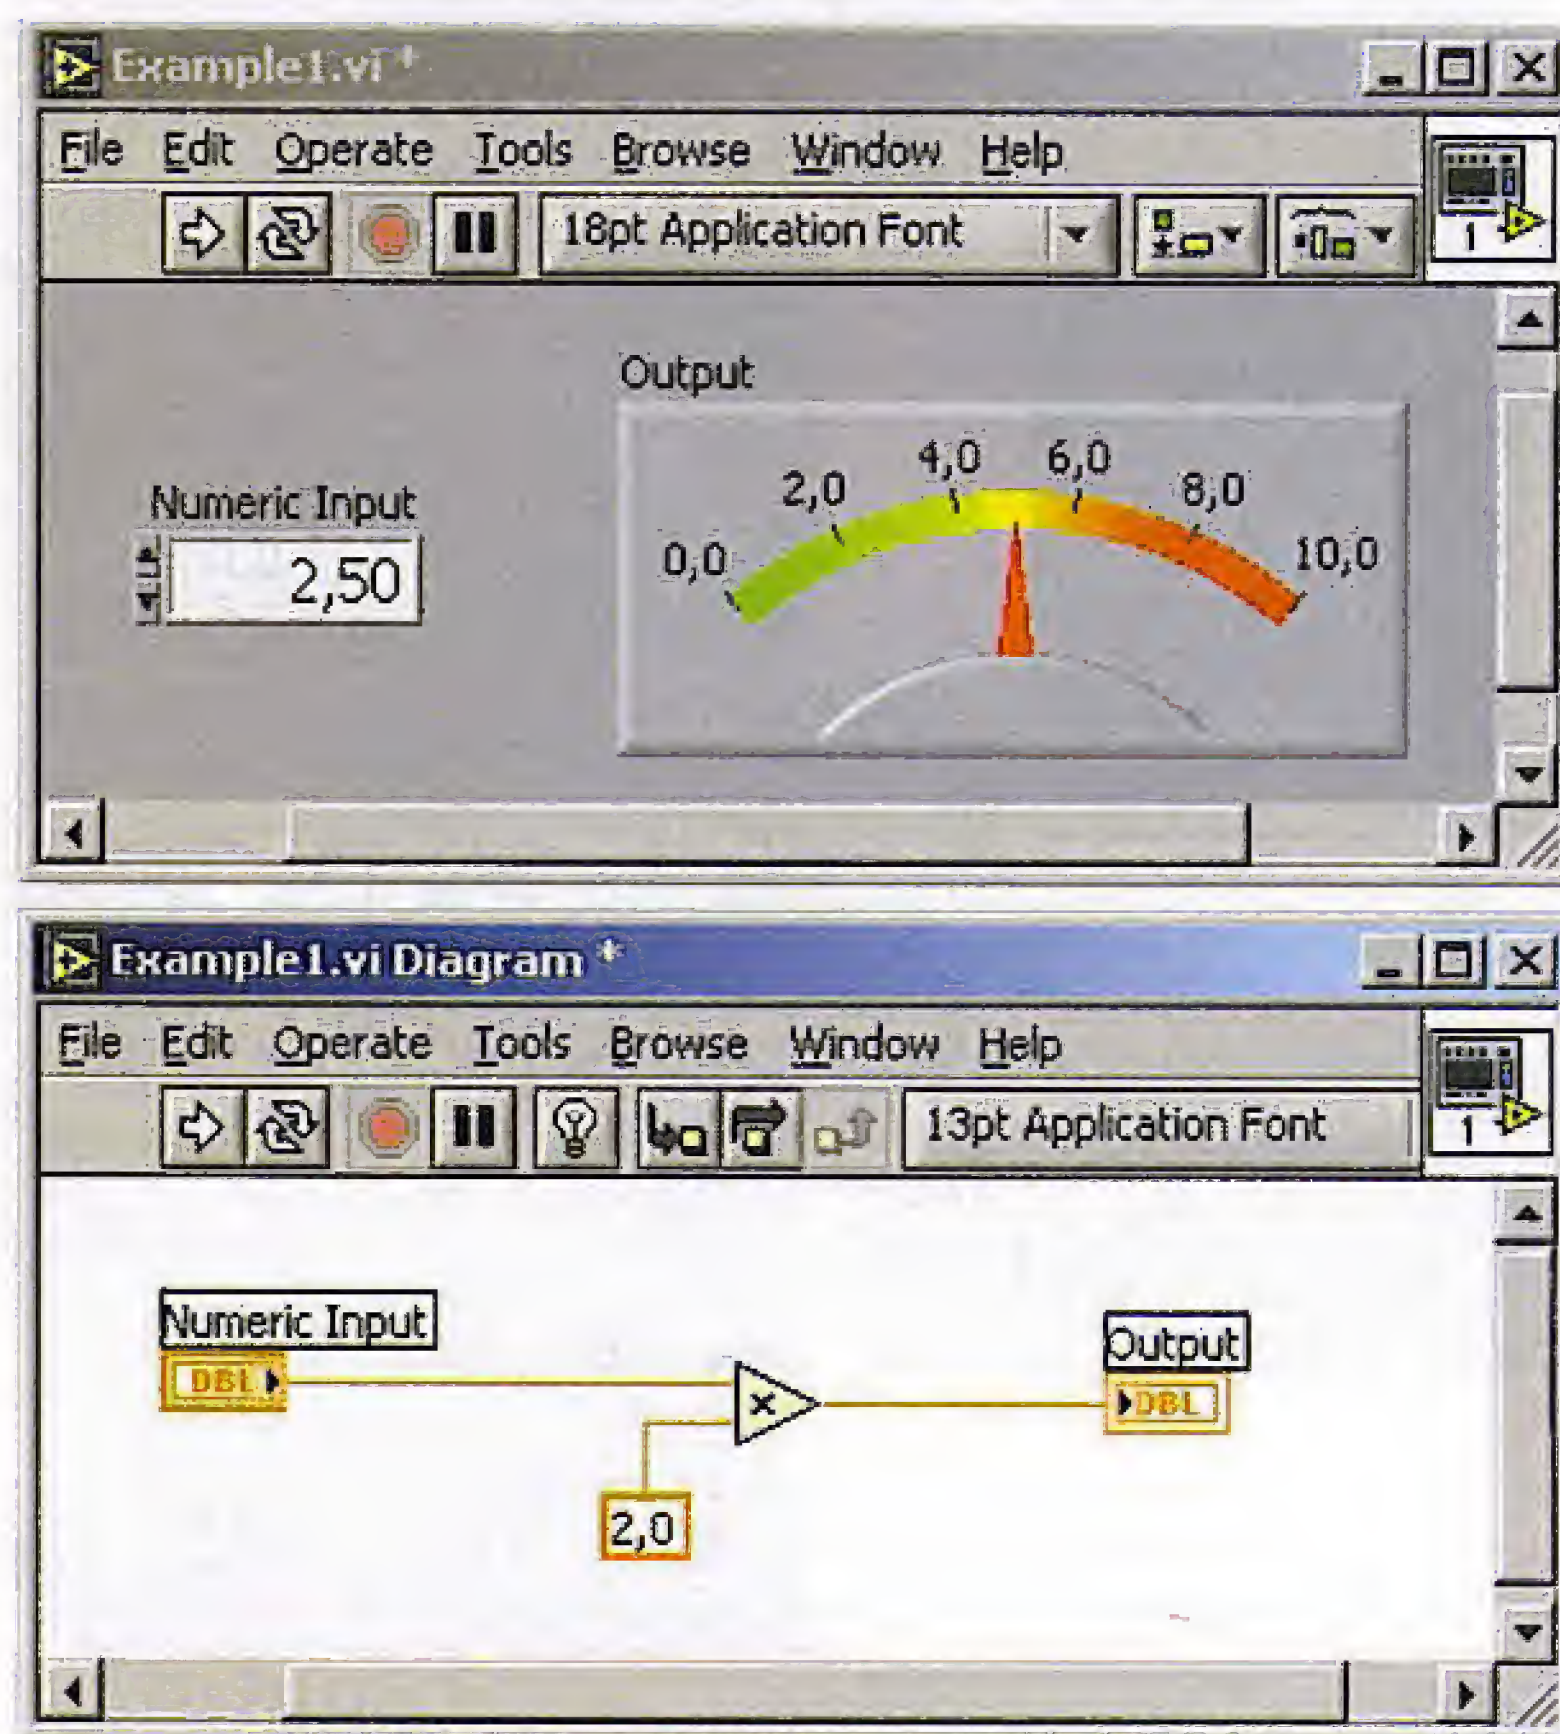 Example1.vi *
File Edit Operate Tools Browse Window Help
18pt Application Font
1
Output
Numeric Input
2,50
0,0 2,0 4,0 6,0 8,0 10,0
Example1.vi Diagram *
File Edit Operate Tools Browse Window Help
13pt Application Font
1
Numeric Input
DBL
×
2,0
Output
DBL